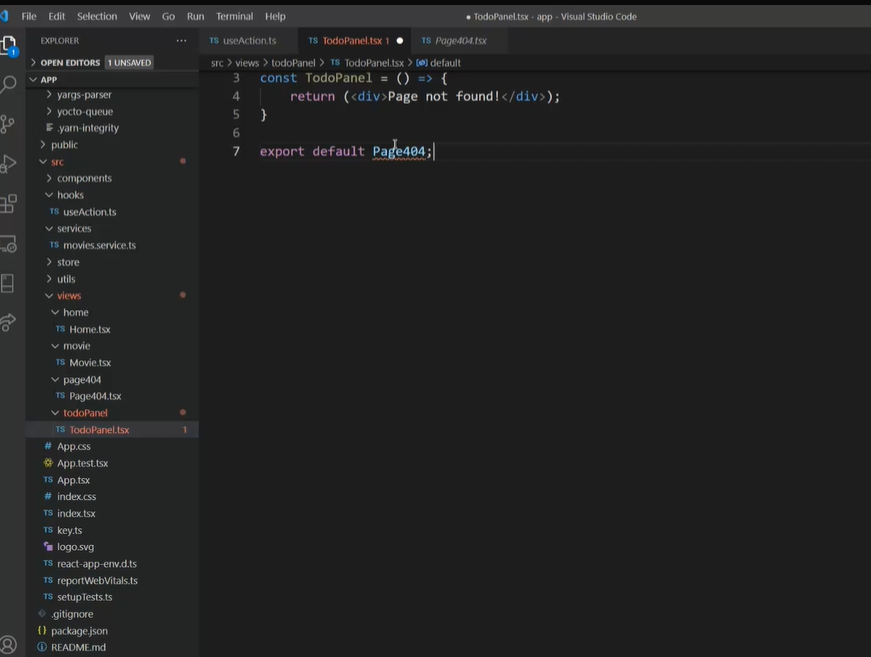 File Edit Selection View Go Run Terminal Help
● TodoPanel.tsx - app - Visual Studio Code
EXPLORER ···
TS useAction.ts TS TodoPanel.tsx 1 ● TS Page404.tsx
OPEN EDITORS 1 UNSAVED
src > views > todoPanel > TS TodoPanel.tsx > default
APP
yargs-parser
yocto-queue
.yarn-integrity
public
src
components
hooks
TS useAction.ts
services
TS movies.service.ts
store
utils
views
home
TS Home.tsx
movie
TS Movie.tsx
page404
TS Page404.tsx
todoPanel
TS TodoPanel.tsx 1
# App.css
App.test.tsx
TS App.tsx
# index.css
TS index.tsx
TS key.ts
logo.svg
TS react-app-env.d.ts
TS reportWebVitals.ts
TS setupTests.ts
.gitignore
{} package.json
README.md
1
3 const TodoPanel = () => {
4 return (<div>Page not found!</div>);
5 }
6
7 export default Page404;